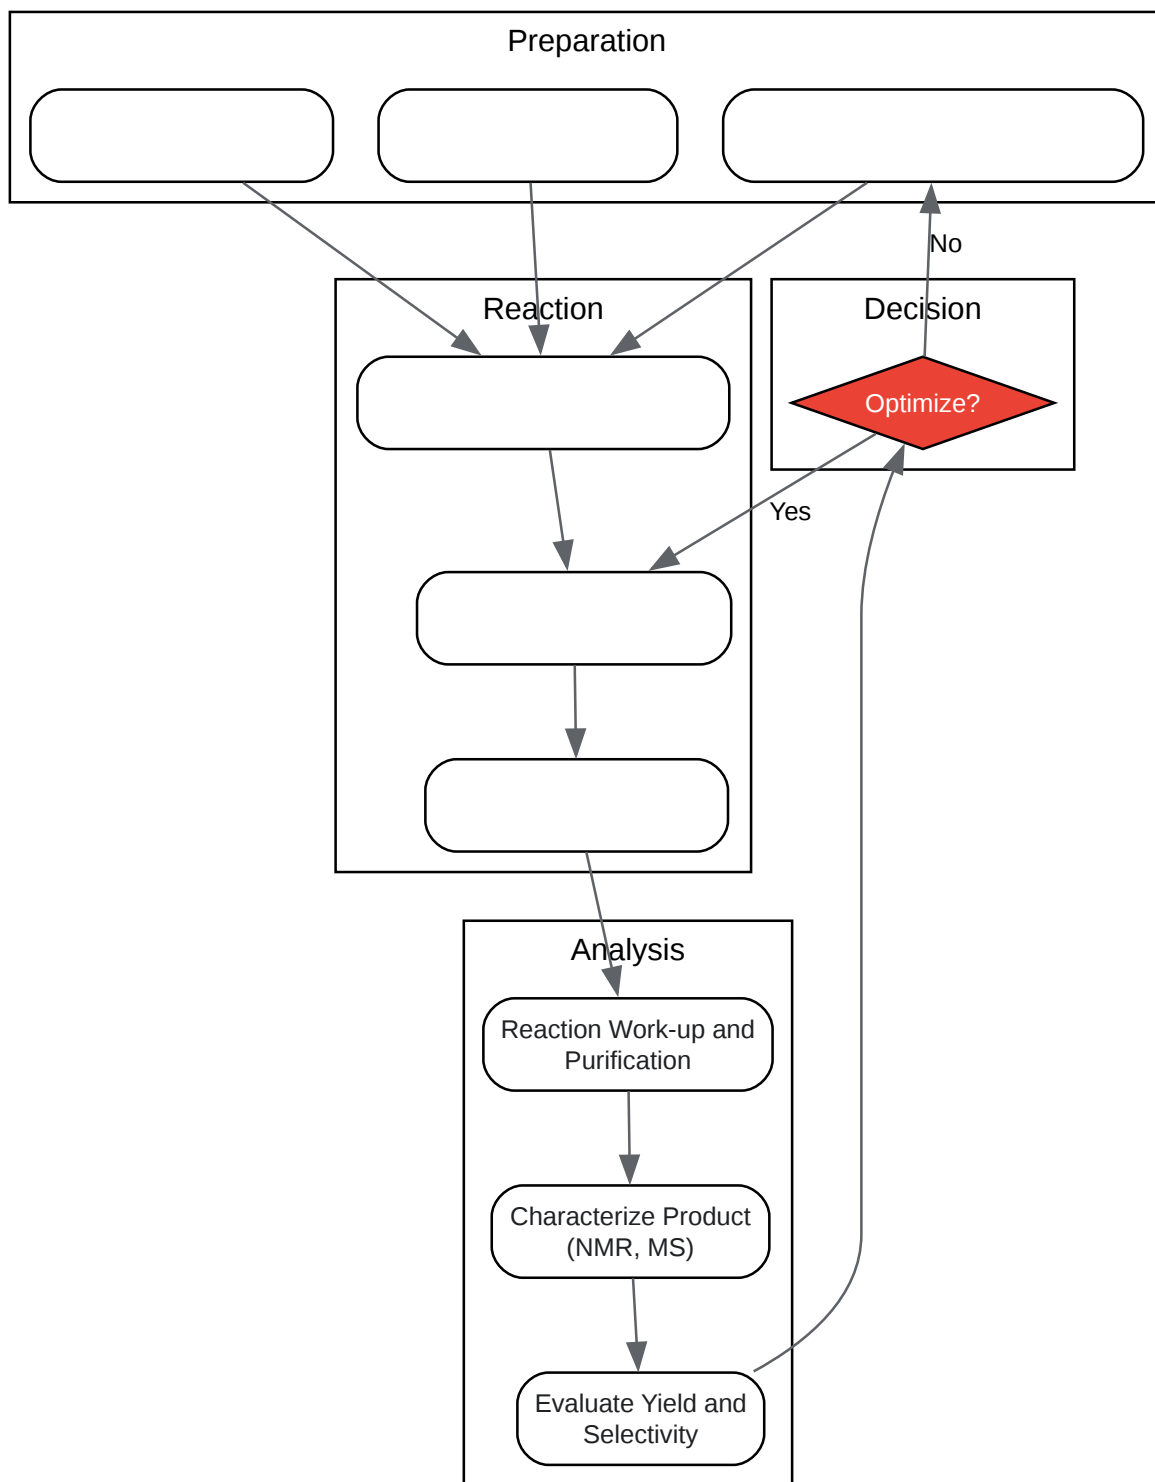 Preparation
No
Reaction
Decision
Optimize?
Yes
Analysis
Reaction Work-up and
Purification
Characterize Product
(NMR, MS)
Evaluate Yield and
Selectivity